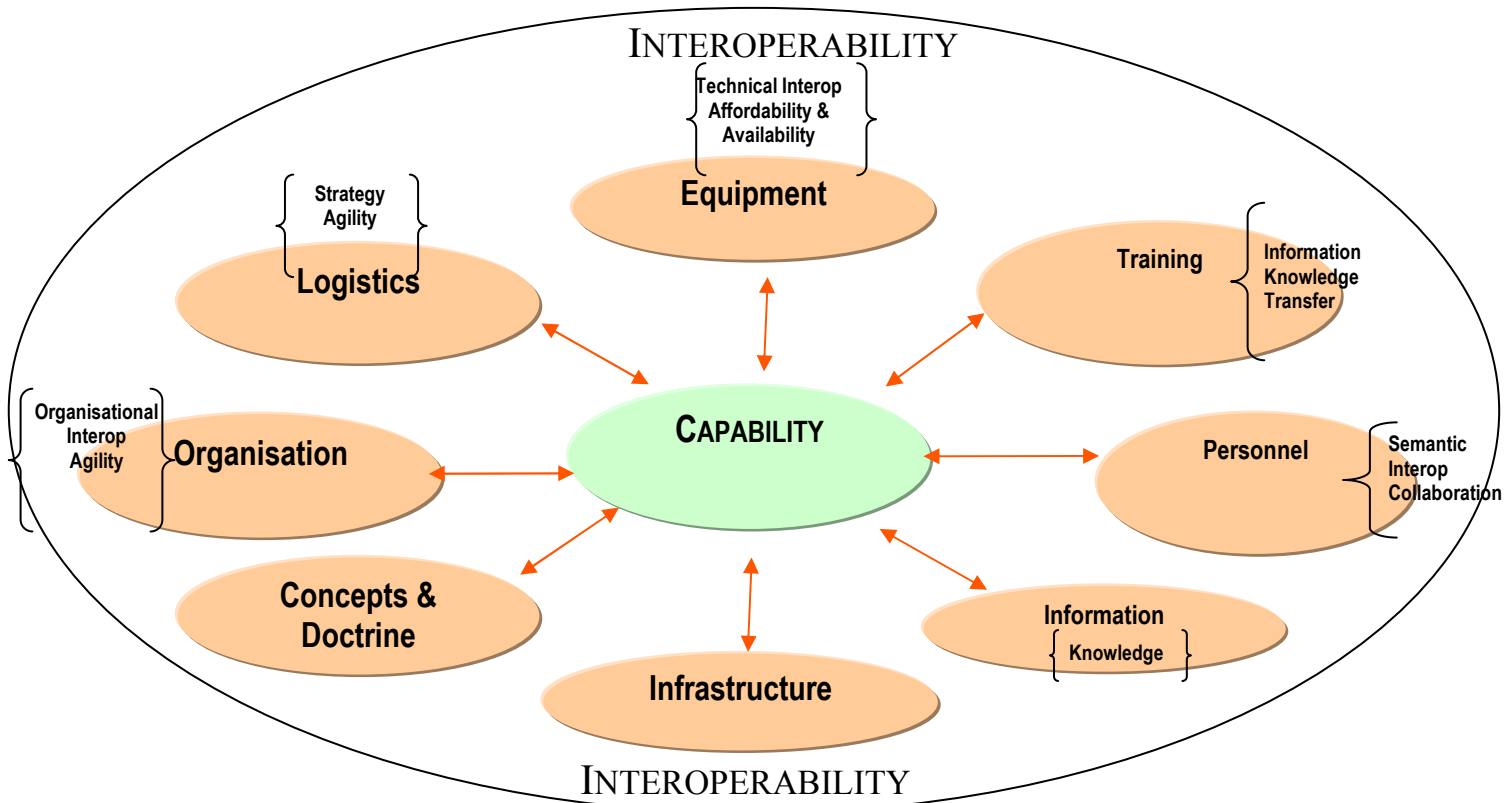 INTEROPERABILITY
Technical Interop
Affordability &
Availability
Equipment
Strategy
Agility
Logistics
Training
Information
Knowledge
Transfer
Organisational
Interop
Agility
Organisation
CAPABILITY
Personnel
Semantic
Interop
Collaboration
Concepts &
Doctrine
Information
Knowledge
Infrastructure
INTEROPERABILITY